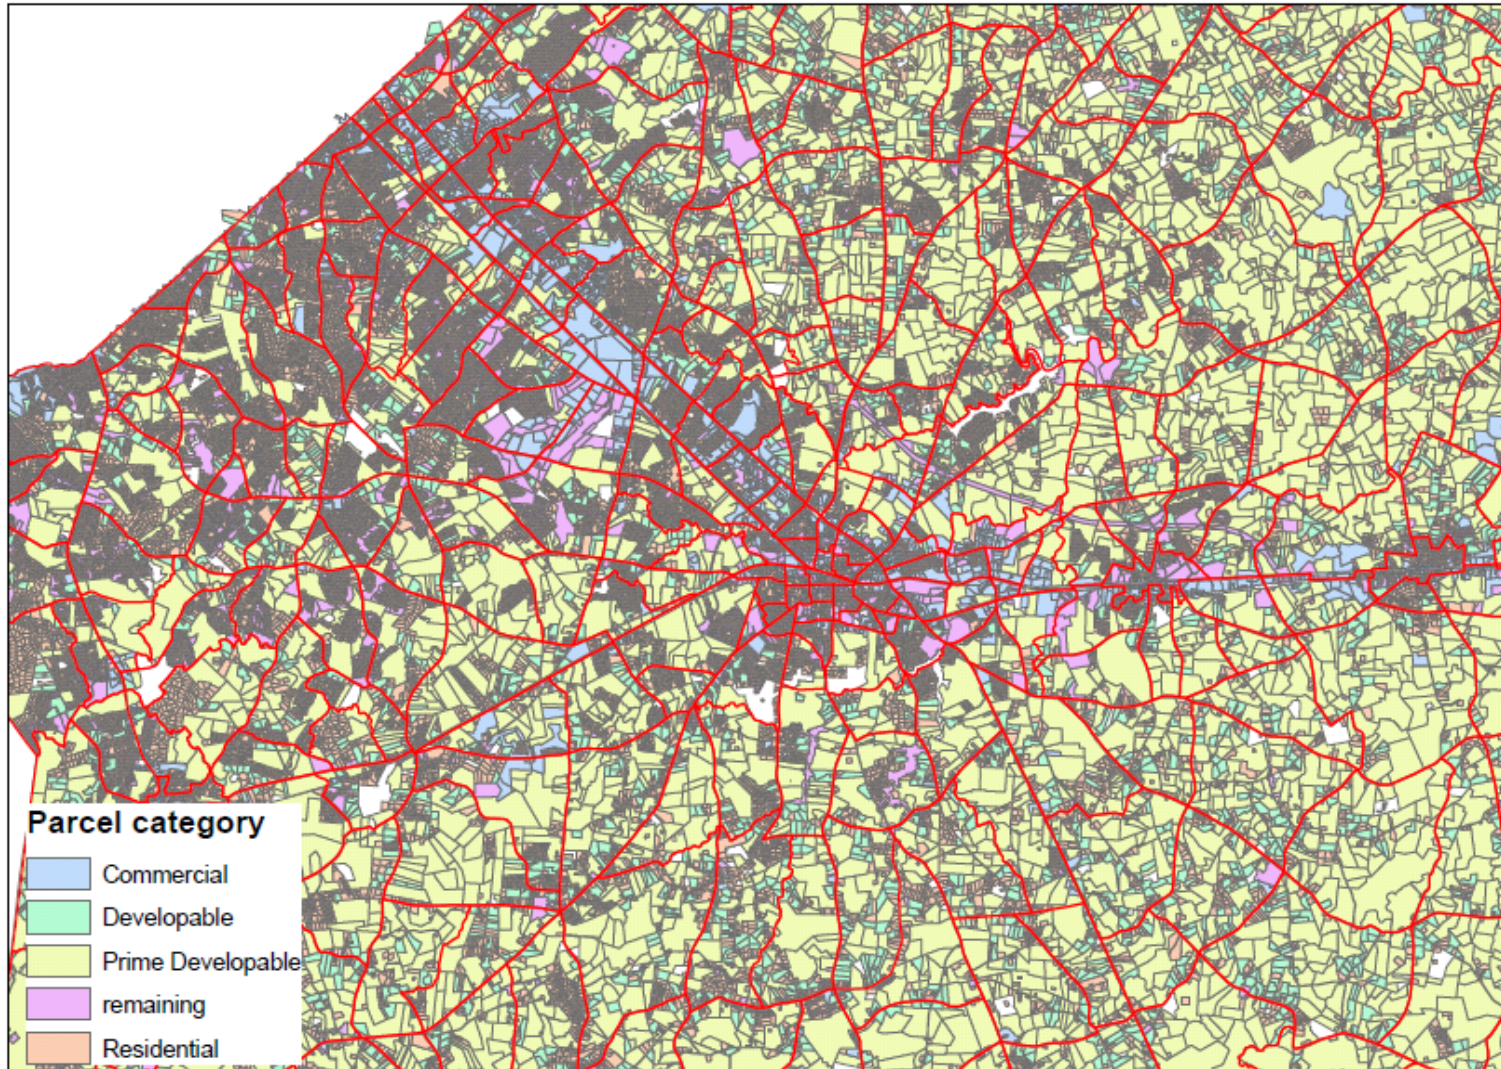 Parcel category
Commercial
Developable
Prime Developable
remaining
Residential